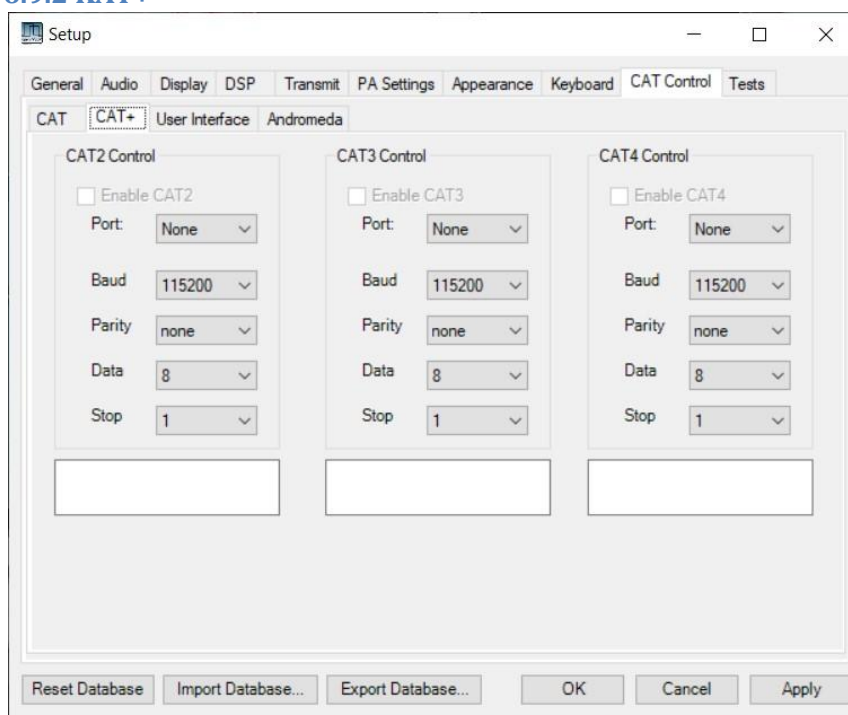 Setup
General Audio Display DSP Transmit PA Settings Appearance Keyboard CAT Control Tests
CAT CAT+ User Interface Andromeda
CAT2 Control CAT3 Control CAT4 Control
Enable CAT2 Enable CAT3 Enable CAT4
Port: None Port: None Port: None
Baud 115200 Baud 115200 Baud 115200
Parity none Parity none Parity none
Data 8 Data 8 Data 8
Stop 1 Stop 1 Stop 1
Reset Database Import Database... Export Database... OK Cancel Apply